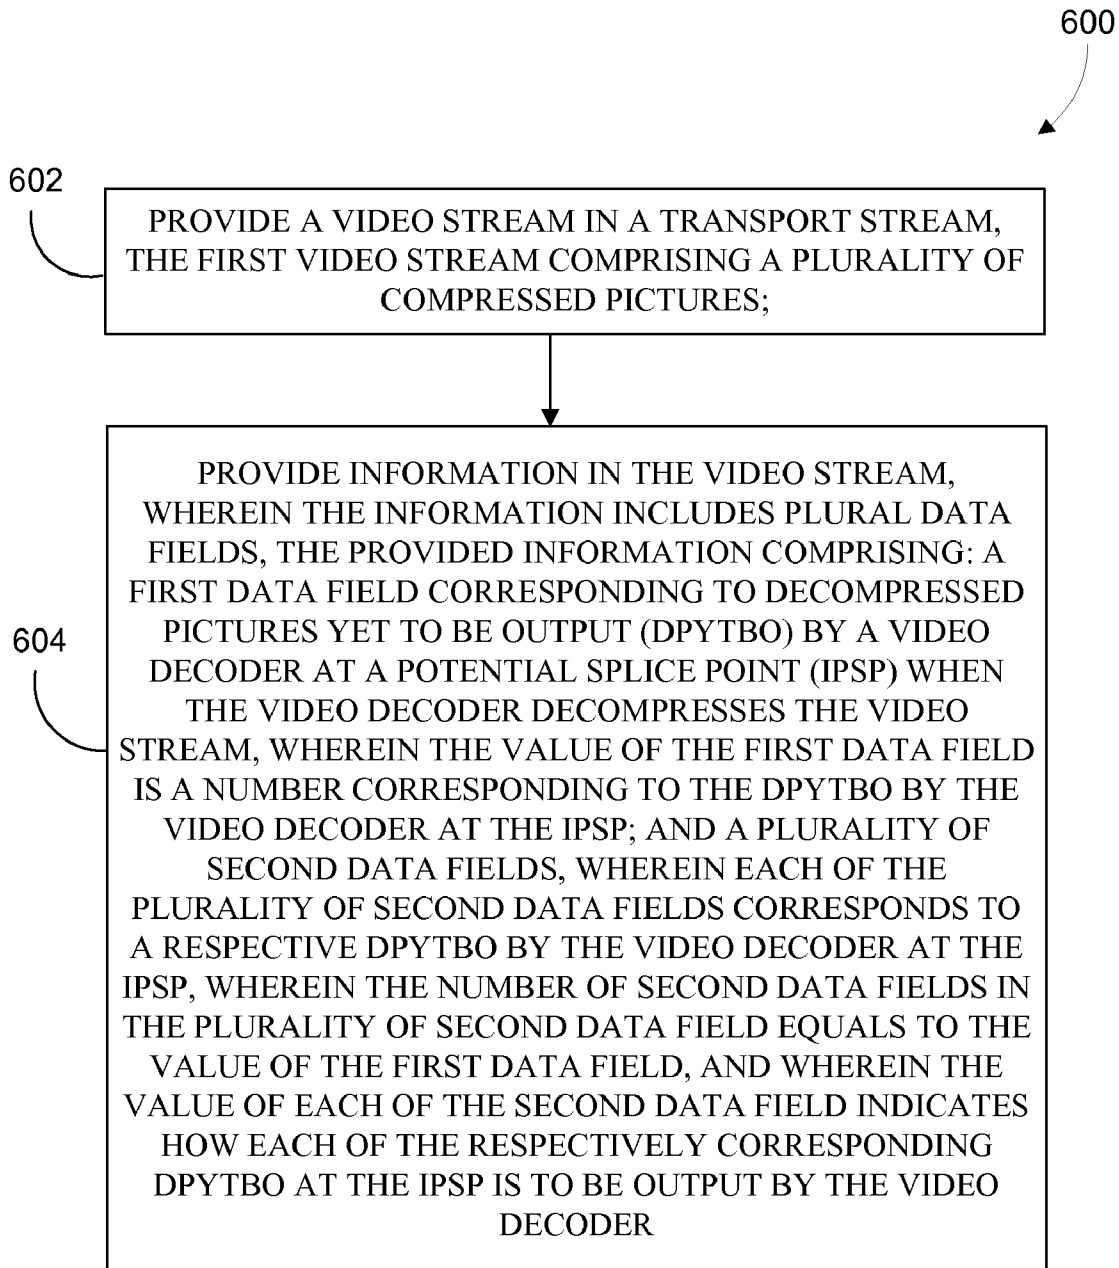 600
602
PROVIDE A VIDEO STREAM IN A TRANSPORT STREAM,
THE FIRST VIDEO STREAM COMPRISING A PLURALITY OF
COMPRESSED PICTURES;
604
PROVIDE INFORMATION IN THE VIDEO STREAM,
WHEREIN THE INFORMATION INCLUDES PLURAL DATA
FIELDS, THE PROVIDED INFORMATION COMPRISING: A
FIRST DATA FIELD CORRESPONDING TO DECOMPRESSED
PICTURES YET TO BE OUTPUT (DPYTBO) BY A VIDEO
DECODER AT A POTENTIAL SPLICE POINT (IPSP) WHEN
THE VIDEO DECODER DECOMPRESSES THE VIDEO
STREAM, WHEREIN THE VALUE OF THE FIRST DATA FIELD
IS A NUMBER CORRESPONDING TO THE DPYTBO BY THE
VIDEO DECODER AT THE IPSP; AND A PLURALITY OF
SECOND DATA FIELDS, WHEREIN EACH OF THE
PLURALITY OF SECOND DATA FIELDS CORRESPONDS TO
A RESPECTIVE DPYTBO BY THE VIDEO DECODER AT THE
IPSP, WHEREIN THE NUMBER OF SECOND DATA FIELDS IN
THE PLURALITY OF SECOND DATA FIELD EQUALS TO THE
VALUE OF THE FIRST DATA FIELD, AND WHEREIN THE
VALUE OF EACH OF THE SECOND DATA FIELD INDICATES
HOW EACH OF THE RESPECTIVELY CORRESPONDING
DPYTBO AT THE IPSP IS TO BE OUTPUT BY THE VIDEO
DECODER